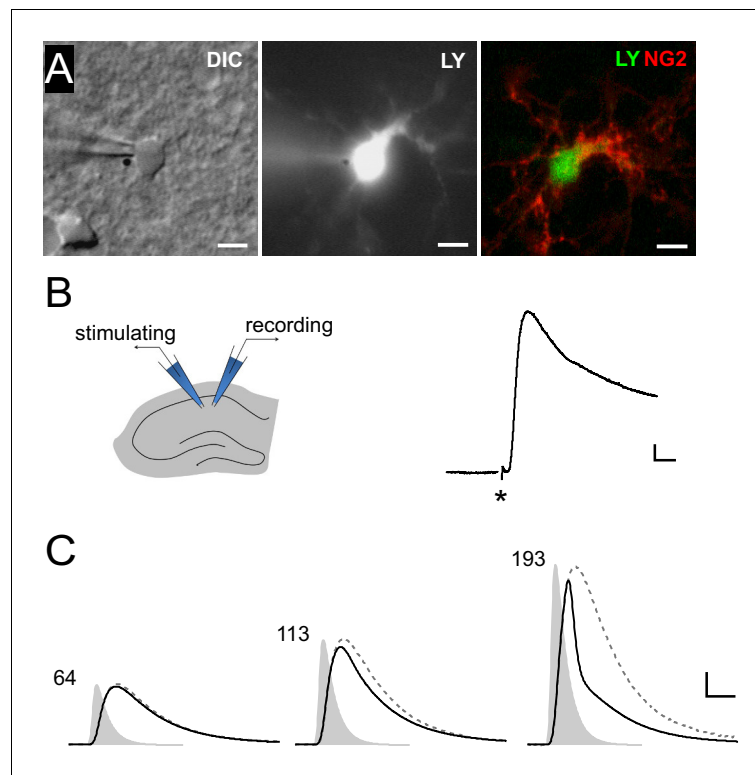 A DIC LY LY NG2
B
stimulating recording
*
C
64 113 193